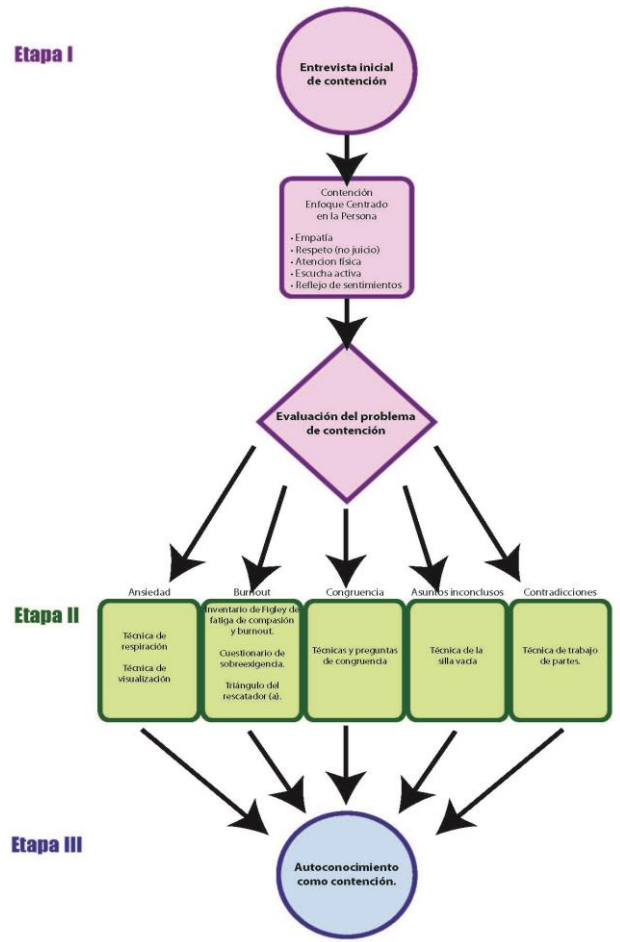 Etapa I
Entrevista inicial
de contención
Contención
Enfoque Centrado
en la Persona
• Empatía
• Respeto (no juicio)
• Atencion física
• Escucha activa
• Reflejo de sentimientos
Evaluación del problema
de contención
Etapa II
Ansiedad
Técnica de
respiración
Técnica de
visualización
Burnout
Inventario de Figley de
fatiga de compasión
y burnout.
Cuestionario de
sobreexigencia.
Triángulo del
rescatador (a).
Congruencia
Técnicas y preguntas
de congruencia
Asuntos inconclusos
Técnica de la
silla vacía
Contradicciones
Técnica de trabajo
de partes.
Etapa III
Autoconocimiento
como contención.